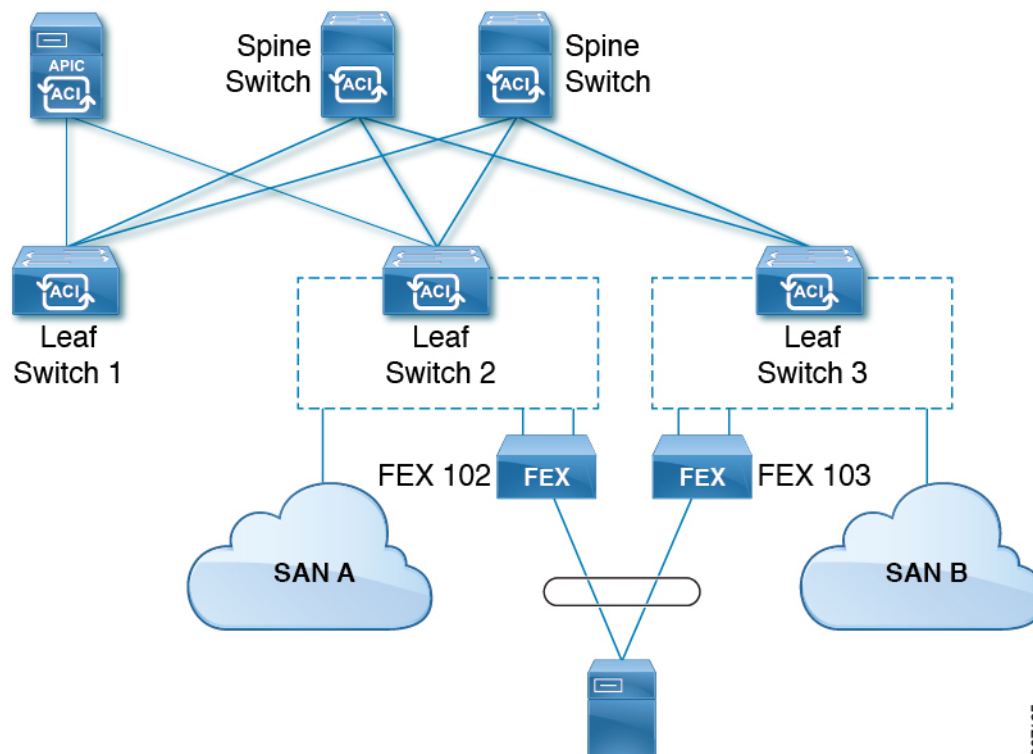 APIC
ACI
Spine
Switch
ACI
ACI
Spine
Switch
ACI
Leaf
Switch 1
ACI
Leaf
Switch 2
ACI
Leaf
Switch 3
FEX 102
FEX
FEX
FEX 103
SAN A
SAN B